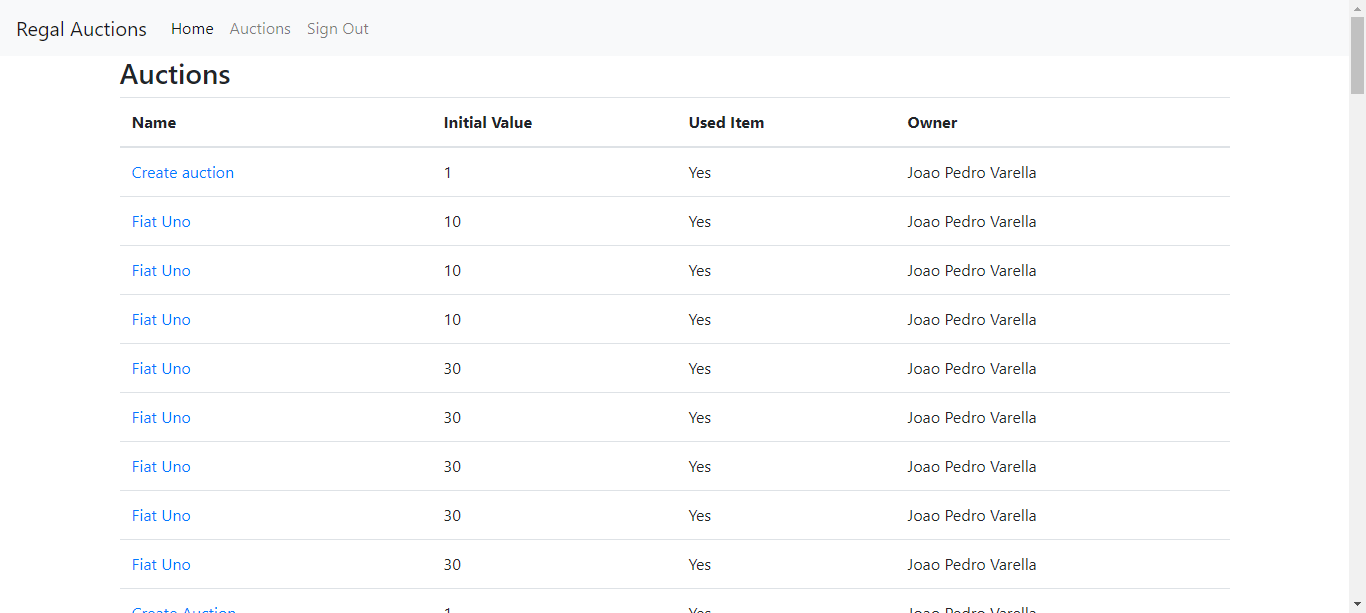 Regal Auctions Home Auctions Sign Out
Auctions
Name Initial Value Used Item Owner
Create auction 1 Yes Joao Pedro Varella
Fiat Uno 10 Yes Joao Pedro Varella
Fiat Uno 10 Yes Joao Pedro Varella
Fiat Uno 10 Yes Joao Pedro Varella
Fiat Uno 30 Yes Joao Pedro Varella
Fiat Uno 30 Yes Joao Pedro Varella
Fiat Uno 30 Yes Joao Pedro Varella
Fiat Uno 30 Yes Joao Pedro Varella
Fiat Uno 30 Yes Joao Pedro Varella
Create Auction 1 Yes Joao Pedro Varella